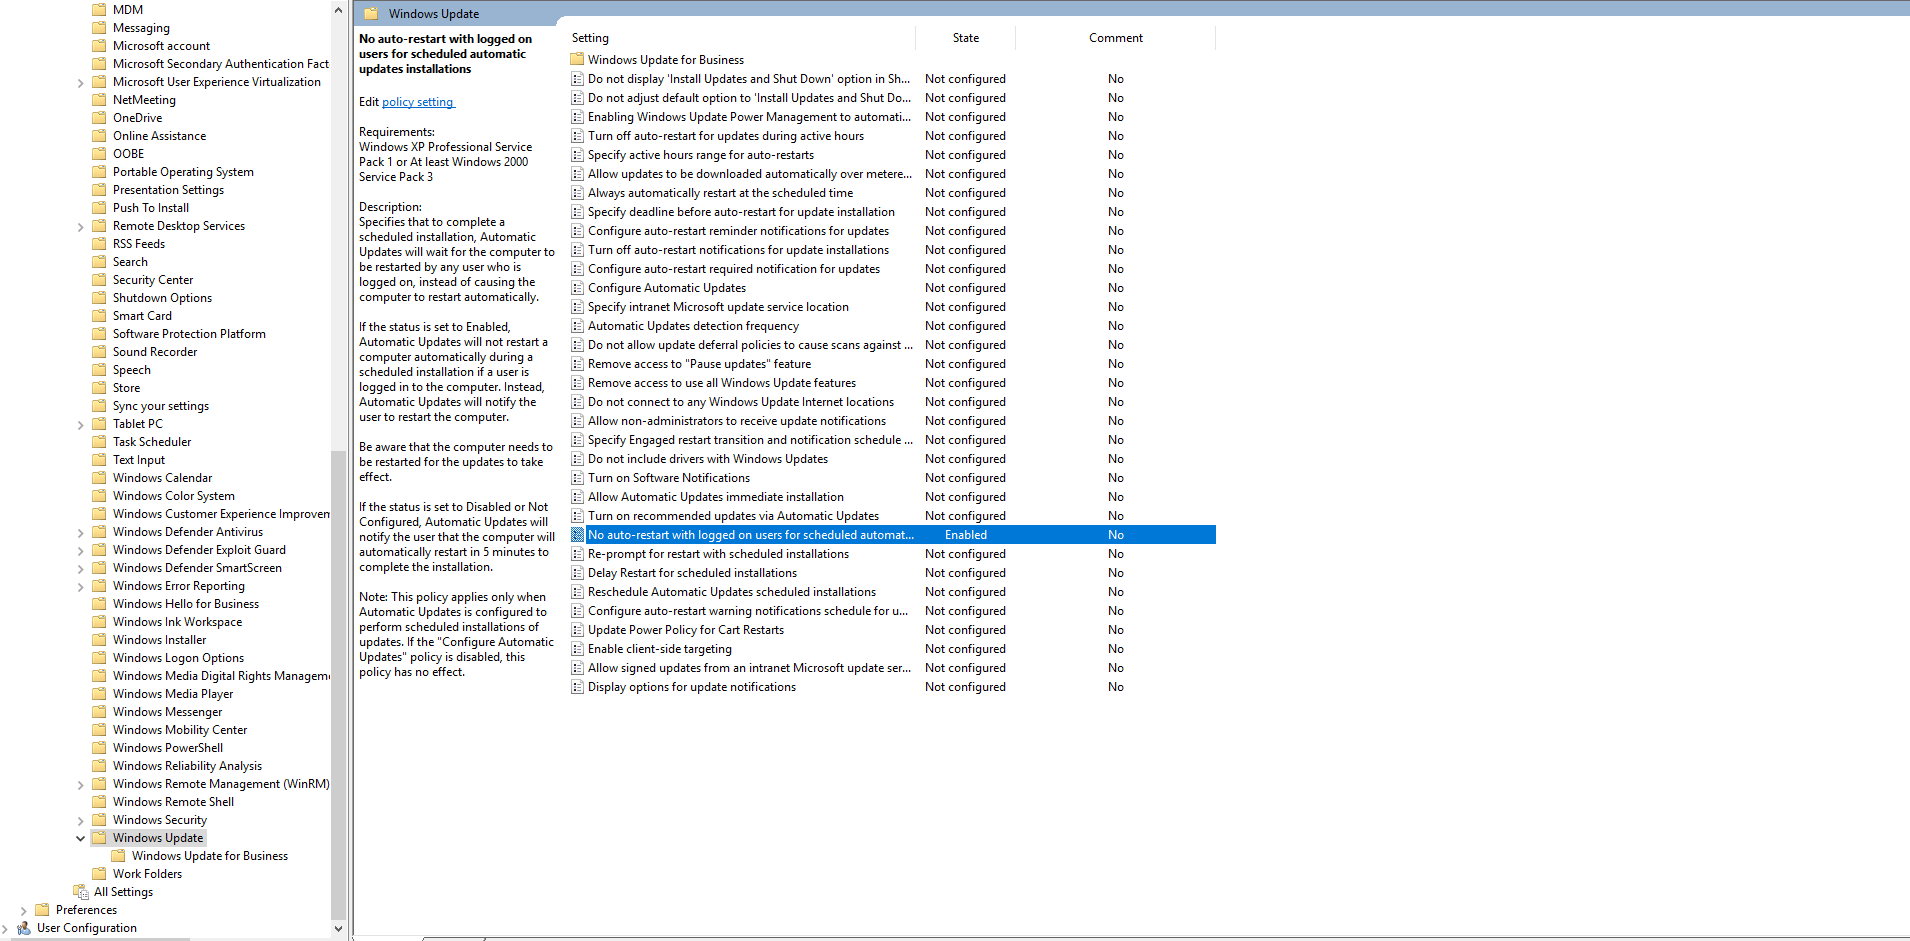 MDM
Messaging
Microsoft account
Microsoft Secondary Authentication Fact
Microsoft User Experience Virtualization
NetMeeting
OneDrive
Online Assistance
OOBE
Portable Operating System
Presentation Settings
Push To Install
Remote Desktop Services
RSS Feeds
Search
Security Center
Shutdown Options
Smart Card
Software Protection Platform
Sound Recorder
Speech
Store
Sync your settings
Tablet PC
Task Scheduler
Text Input
Windows Calendar
Windows Color System
Windows Customer Experience Improvem
Windows Defender Antivirus
Windows Defender Exploit Guard
Windows Defender SmartScreen
Windows Error Reporting
Windows Hello for Business
Windows Ink Workspace
Windows Installer
Windows Logon Options
Windows Media Digital Rights Manageme
Windows Media Player
Windows Messenger
Windows Mobility Center
Windows PowerShell
Windows Reliability Analysis
Windows Remote Management (WinRM)
Windows Remote Shell
Windows Security
Windows Update
Windows Update for Business
Work Folders
All Settings
Preferences
User Configuration
Windows Update
No auto-restart with logged on
users for scheduled automatic
updates installations
Edit policy setting
Requirements:
Windows XP Professional Service
Pack 1 or At least Windows 2000
Service Pack 3
Description:
Specifies that to complete a
scheduled installation, Automatic
Updates will wait for the computer to
be restarted by any user who is
logged on, instead of causing the
computer to restart automatically.
If the status is set to Enabled,
Automatic Updates will not restart a
computer automatically during a
scheduled installation if a user is
logged in to the computer. Instead,
Automatic Updates will notify the
user to restart the computer.
Be aware that the computer needs to
be restarted for the updates to take
effect.
If the status is set to Disabled or Not
Configured, Automatic Updates will
notify the user that the computer will
automatically restart in 5 minutes to
complete the installation.
Note: This policy applies only when
Automatic Updates is configured to
perform scheduled installations of
updates. If the "Configure Automatic
Updates" policy is disabled, this
policy has no effect.
Setting State Comment
Windows Update for Business
Do not display 'Install Updates and Shut Down' option in Sh... Not configured No
Do not adjust default option to 'Install Updates and Shut Do... Not configured No
Enabling Windows Update Power Management to automati... Not configured No
Turn off auto-restart for updates during active hours Not configured No
Specify active hours range for auto-restarts Not configured No
Allow updates to be downloaded automatically over metere... Not configured No
Always automatically restart at the scheduled time Not configured No
Specify deadline before auto-restart for update installation Not configured No
Configure auto-restart reminder notifications for updates Not configured No
Turn off auto-restart notifications for update installations Not configured No
Configure auto-restart required notification for updates Not configured No
Configure Automatic Updates Not configured No
Specify intranet Microsoft update service location Not configured No
Automatic Updates detection frequency Not configured No
Do not allow update deferral policies to cause scans against ... Not configured No
Remove access to "Pause updates" feature Not configured No
Remove access to use all Windows Update features Not configured No
Do not connect to any Windows Update Internet locations Not configured No
Allow non-administrators to receive update notifications Not configured No
Specify Engaged restart transition and notification schedule ... Not configured No
Do not include drivers with Windows Updates Not configured No
Turn on Software Notifications Not configured No
Allow Automatic Updates immediate installation Not configured No
Turn on recommended updates via Automatic Updates Not configured No
No auto-restart with logged on users for scheduled automat... Enabled No
Re-prompt for restart with scheduled installations Not configured No
Delay Restart for scheduled installations Not configured No
Reschedule Automatic Updates scheduled installations Not configured No
Configure auto-restart warning notifications schedule for u... Not configured No
Update Power Policy for Cart Restarts Not configured No
Enable client-side targeting Not configured No
Allow signed updates from an intranet Microsoft update ser... Not configured No
Display options for update notifications Not configured No